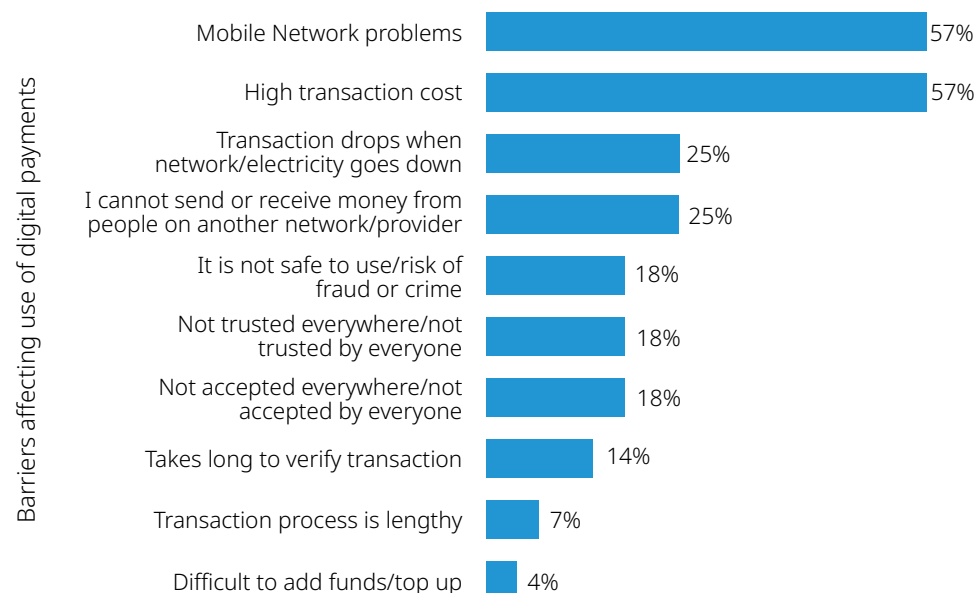 Barriers affecting use of digital payments
Mobile Network problems
57%
High transaction cost
57%
Transaction drops when
network/electricity goes down
25%
I cannot send or receive money from
people on another network/provider
25%
It is not safe to use/risk of
fraud or crime
18%
Not trusted everywhere/not
trusted by everyone
18%
Not accepted everywhere/not
accepted by everyone
18%
Takes long to verify transaction
14%
Transaction process is lengthy
7%
Difficult to add funds/top up
4%